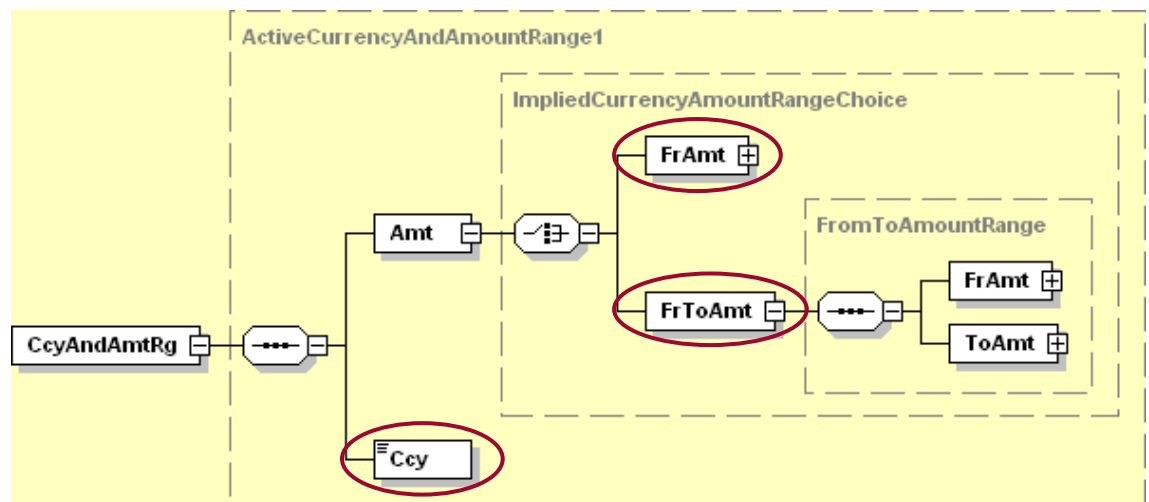 ActiveCurrencyAndAmountRange1
ImpliedCurrencyAmountRangeChoice
FrAmt
FromToAmountRange
Amt
FrAmt
FrToAmt
CcyAndAmtRg
ToAmt
Ccy